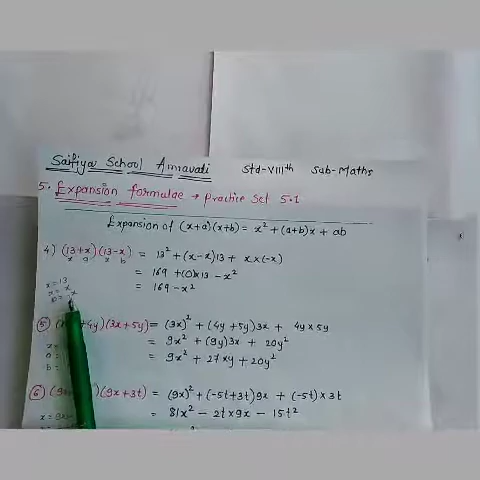 Saifiya School Amravati Std-VIIIth Sub-Maths
5. Expansion formulae → practice set 5.1
Expansion of (x+a)(x+b) = x² + (a+b)x + ab
4) (13+x)(13-x) = 13² + (x-x)13 + x×(-x)
x a x b
= 169 + (0)×13 - x²
= 169 - x²
x = 13
5) 4y)(3x+5y) = (3x)² + (4y+5y)3x + 4y×5y
= 9x² + (9y)3x + 20y²
= 9x² + 27xy + 20y²
6) (9x+3t) = (9x)² + (-5t+3t)9x + (-5t)×3t
= 81x² - 2t×9x - 15t²